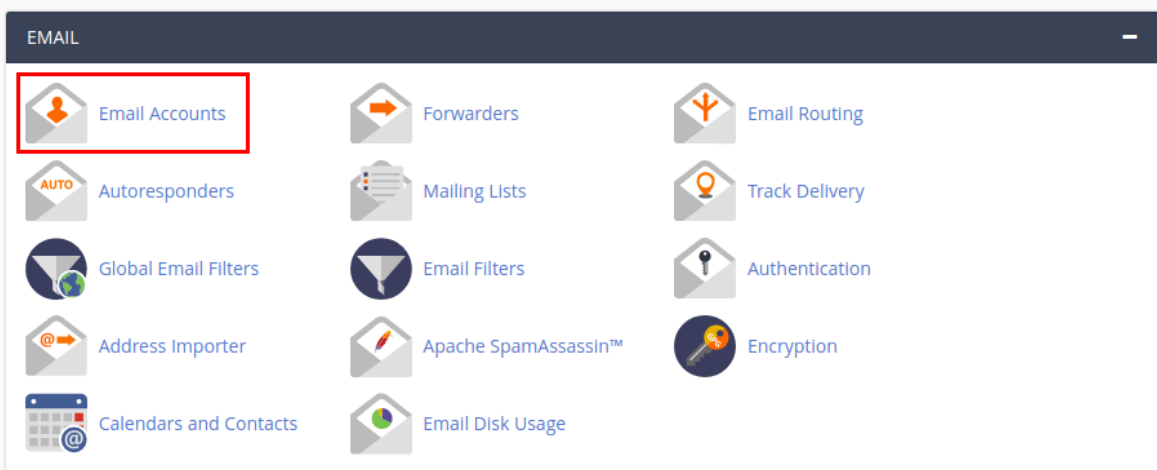 EMAIL
Email Accounts
Forwarders
Email Routing
AUTO
Autoresponders
Mailing Lists
Track Delivery
Global Email Filters
Email Filters
Authentication
@
Address Importer
Apache SpamAssassin™
GPG
Encryption
@
Calendars and Contacts
Email Disk Usage